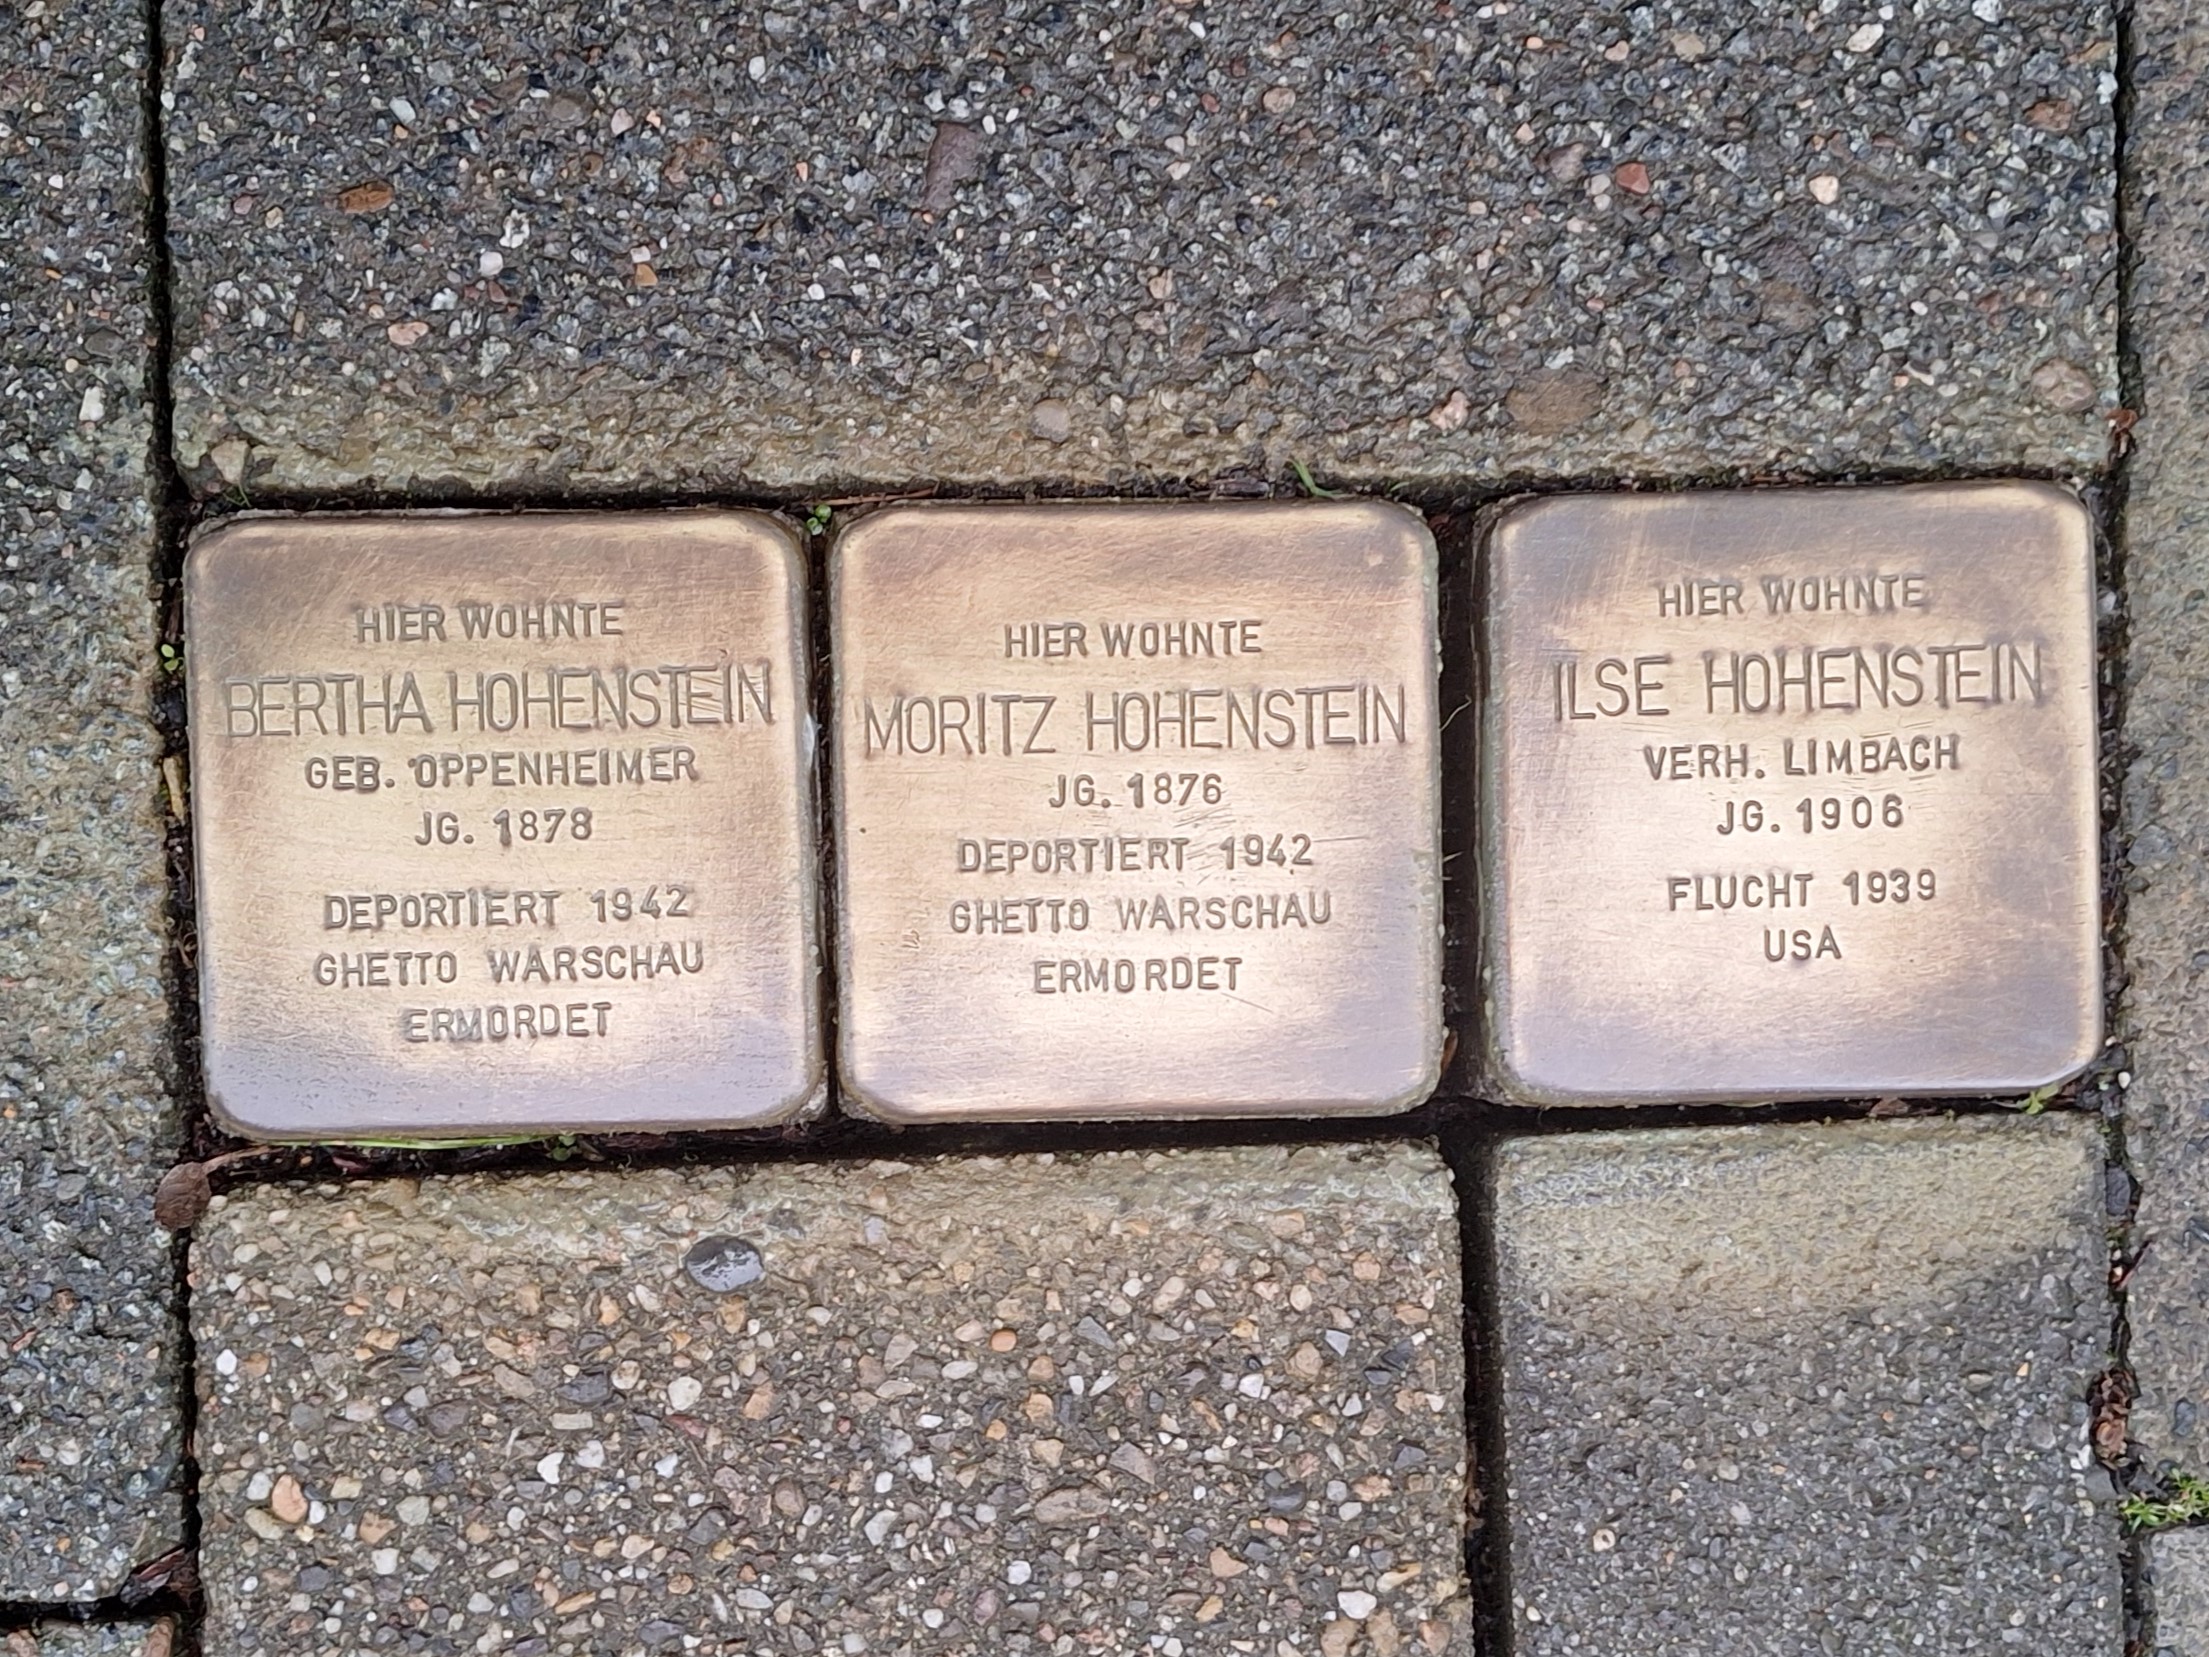 HIER WOHNTE
BERTHA HOHENSTEIN
GEB. OPPENHEIMER
JG. 1878
DEPORTIERT 1942
GHETTO WARSCHAU
ERMORDET
HIER WOHNTE
MORITZ HOHENSTEIN
JG. 1876
DEPORTIERT 1942
GHETTO WARSCHAU
ERMORDET
HIER WOHNTE
ILSE HOHENSTEIN
VERH. LIMBACH
JG. 1906
FLUCHT 1939
USA